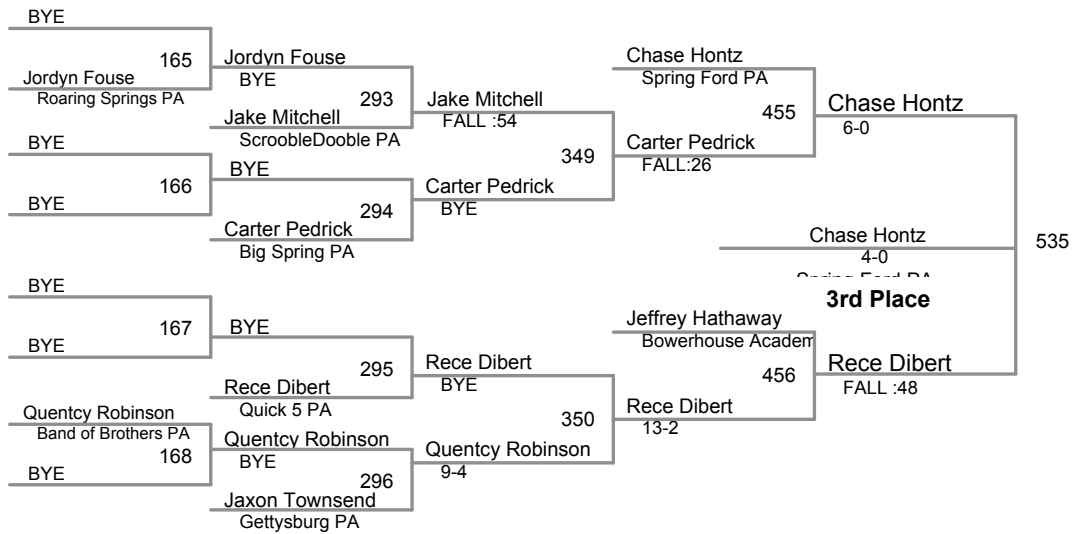 BYE
165
Jordyn Fouse
Roaring Springs PA
Jordyn Fouse
BYE
293
Jake Mitchell
ScroobleDooble PA
Jake Mitchell
FALL :54
BYE
166
BYE
BYE
294
Carter Pedrick
Big Spring PA
Carter Pedrick
BYE
349
Chase Hontz
Spring Ford PA
455
Carter Pedrick
FALL:26
Chase Hontz
6-0
Chase Hontz
4-0
Spring Ford PA
3rd Place
535
BYE
167
BYE
BYE
295
Rece Dibert
Quick 5 PA
Rece Dibert
BYE
350
Quentcy Robinson
Band of Brothers PA
168
BYE
Quentcy Robinson
BYE
296
Jaxon Townsend
Gettysburg PA
Quentcy Robinson
9-4
Jeffrey Hathaway
Bowerhouse Academ
456
Rece Dibert
13-2
Rece Dibert
FALL :48